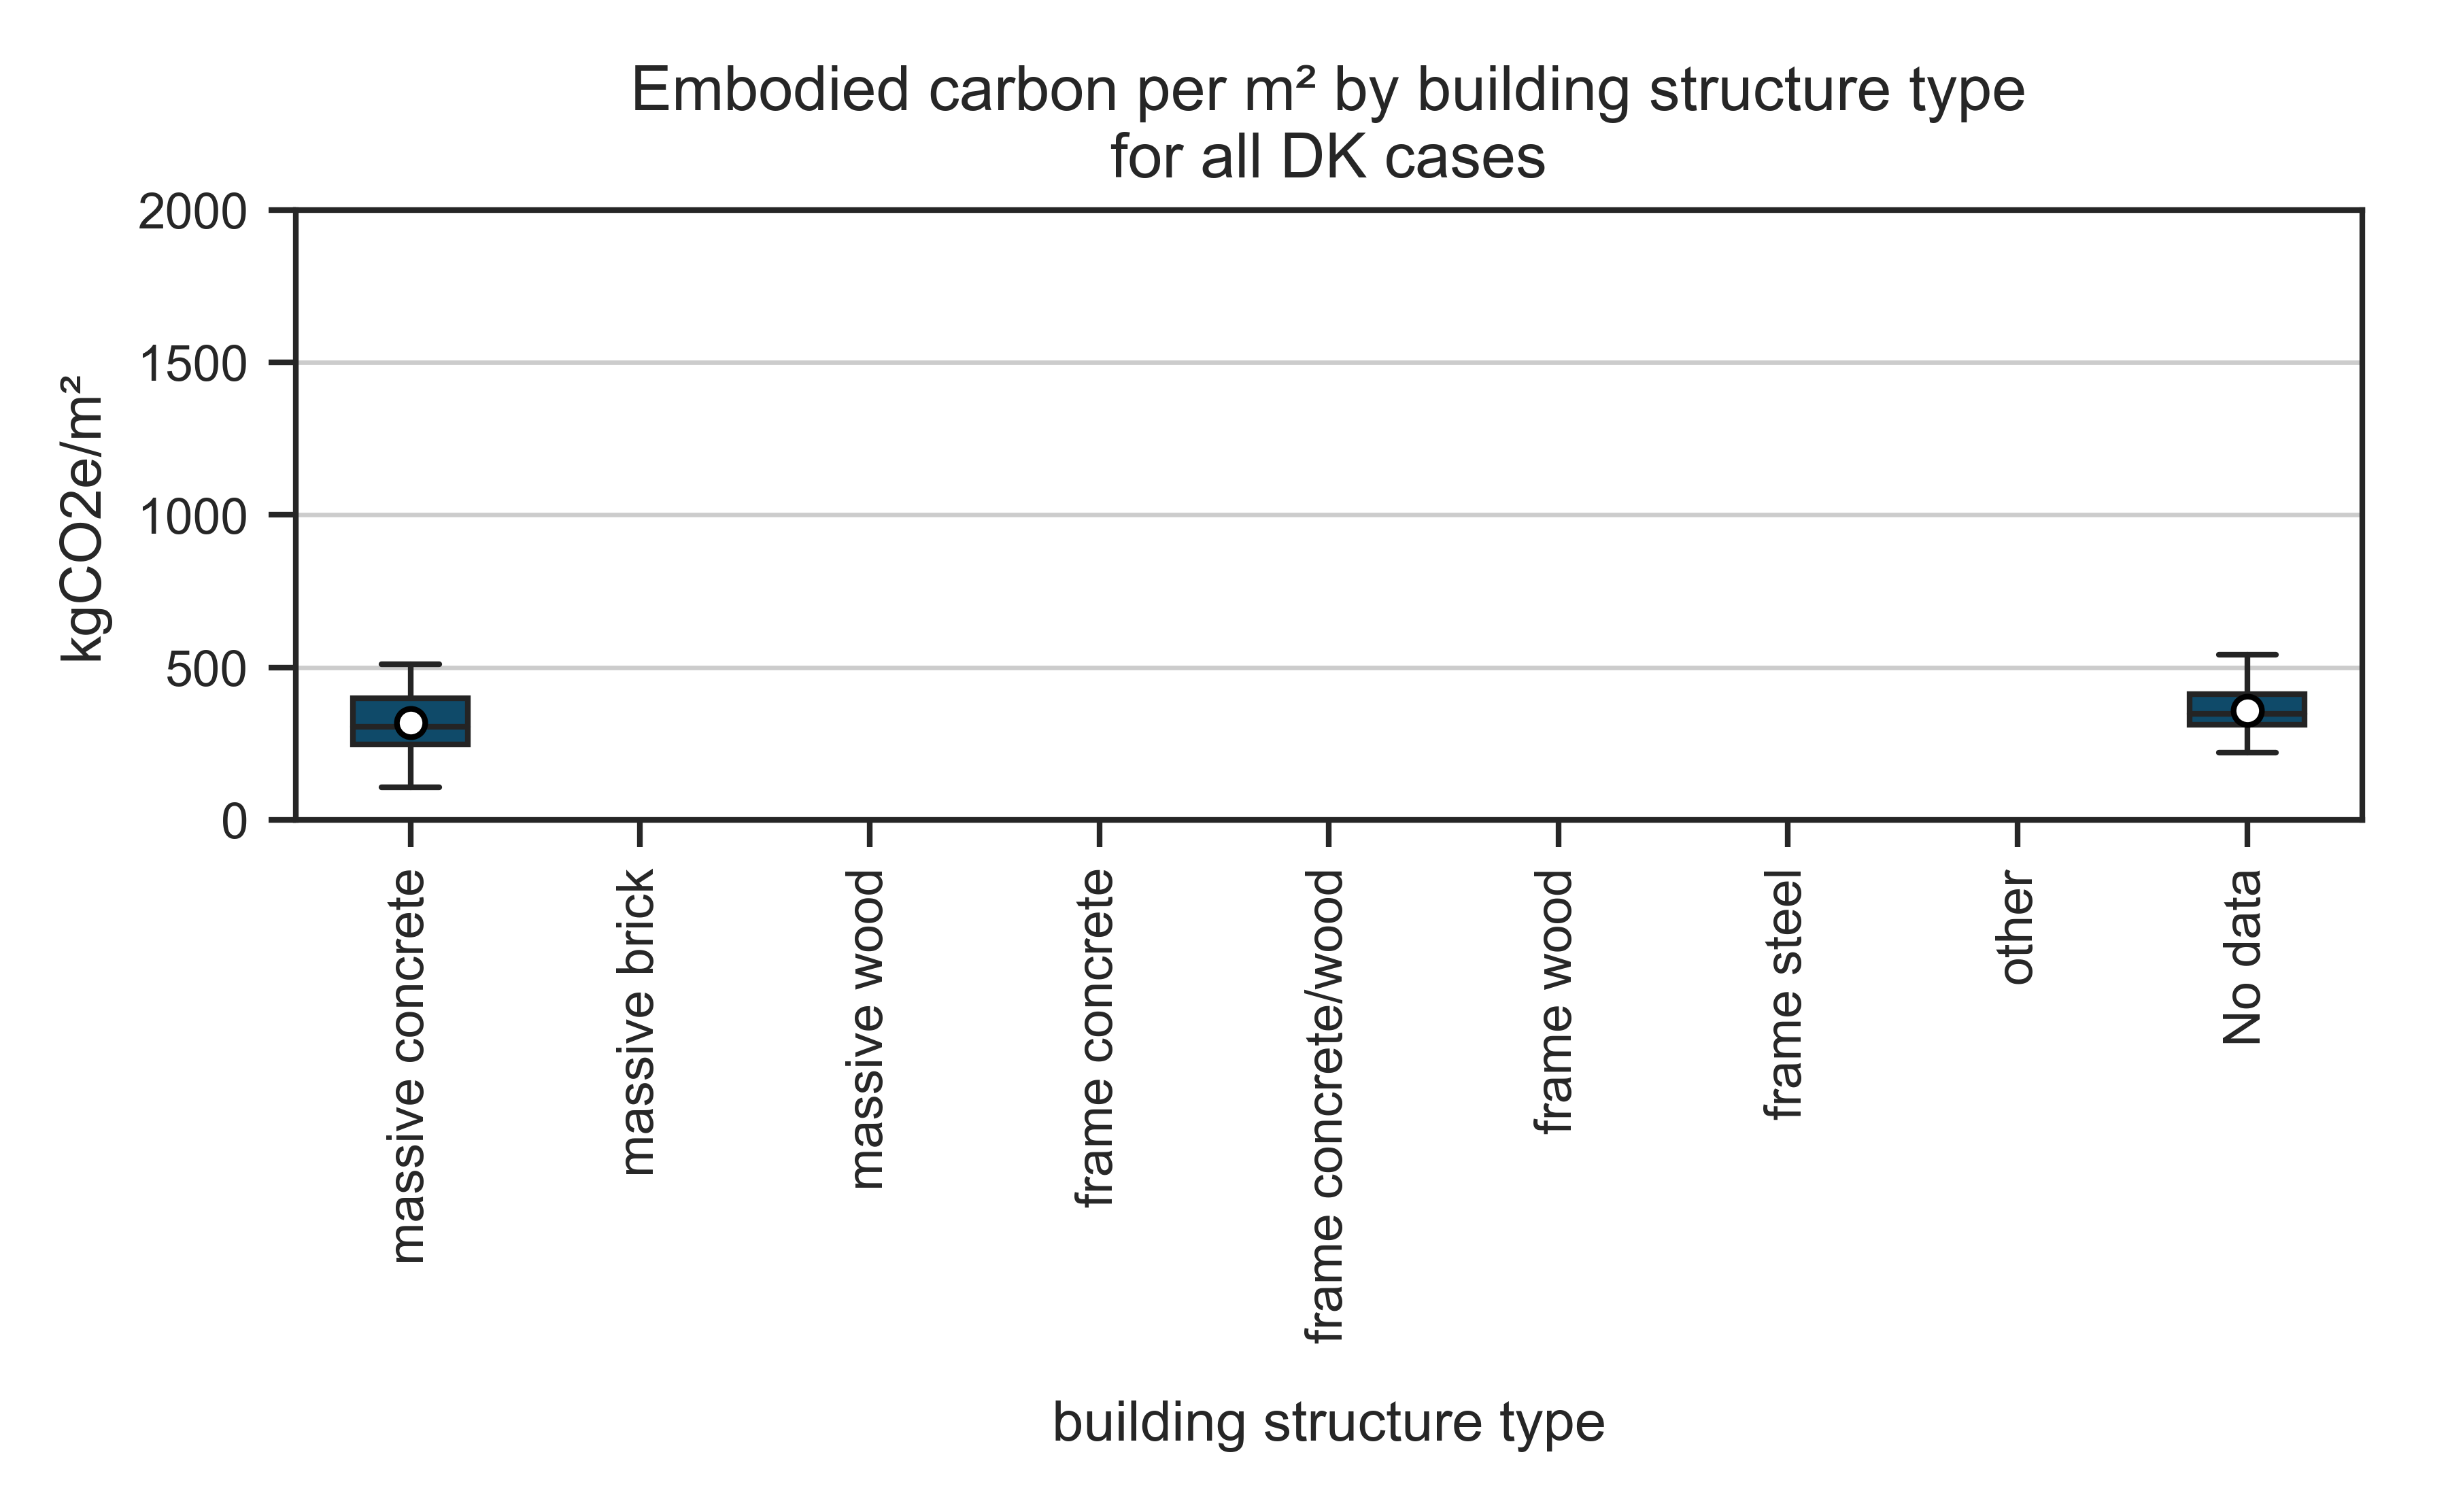 Embodied carbon per m² by building structure type
for all DK cases
kgCO2e/m²
2000
1500
1000
500
0
massive concrete
massive brick
massive wood
frame concrete
frame concrete/wood
frame wood
frame steel
other
No data
building structure type